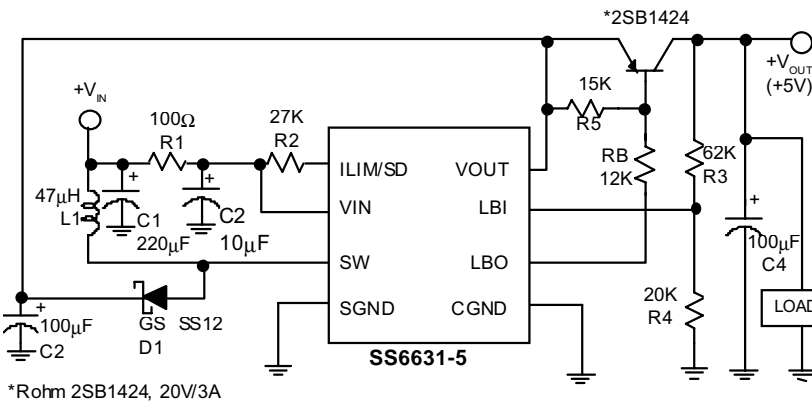 *2SB1424
+VIN
+VOUT
(+5V)
100Ω
R1
27K
R2
15K
R5
ILIM/SD
VOUT
RB
12K
62K
R3
47µH
L1
+
C1
220µF
+
C2
10µF
VIN
LBI
+
100µF
C4
SW
LBO
20K
R4
LOAD
+
100µF
C2
GS SS12
D1
SGND
CGND
SS6631-5
*Rohm 2SB1424, 20V/3A